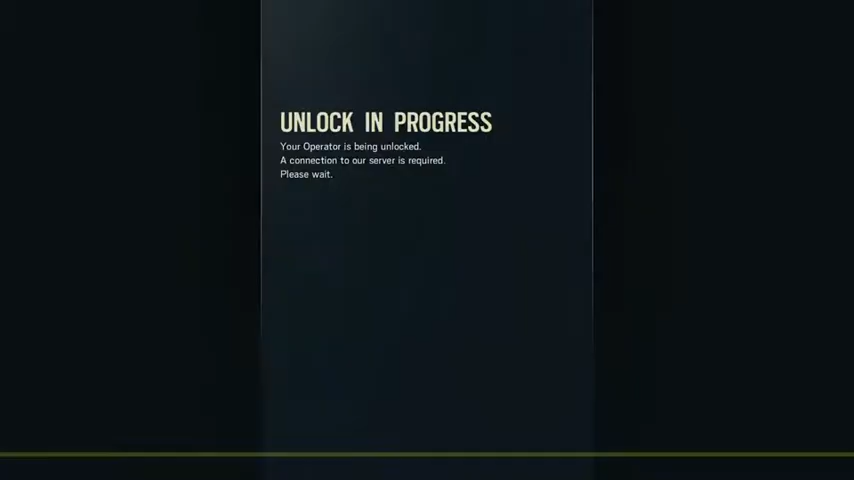 UNLOCK IN PROGRESS
Your Operator is being unlocked.
A connection to our server is required.
Please wait.